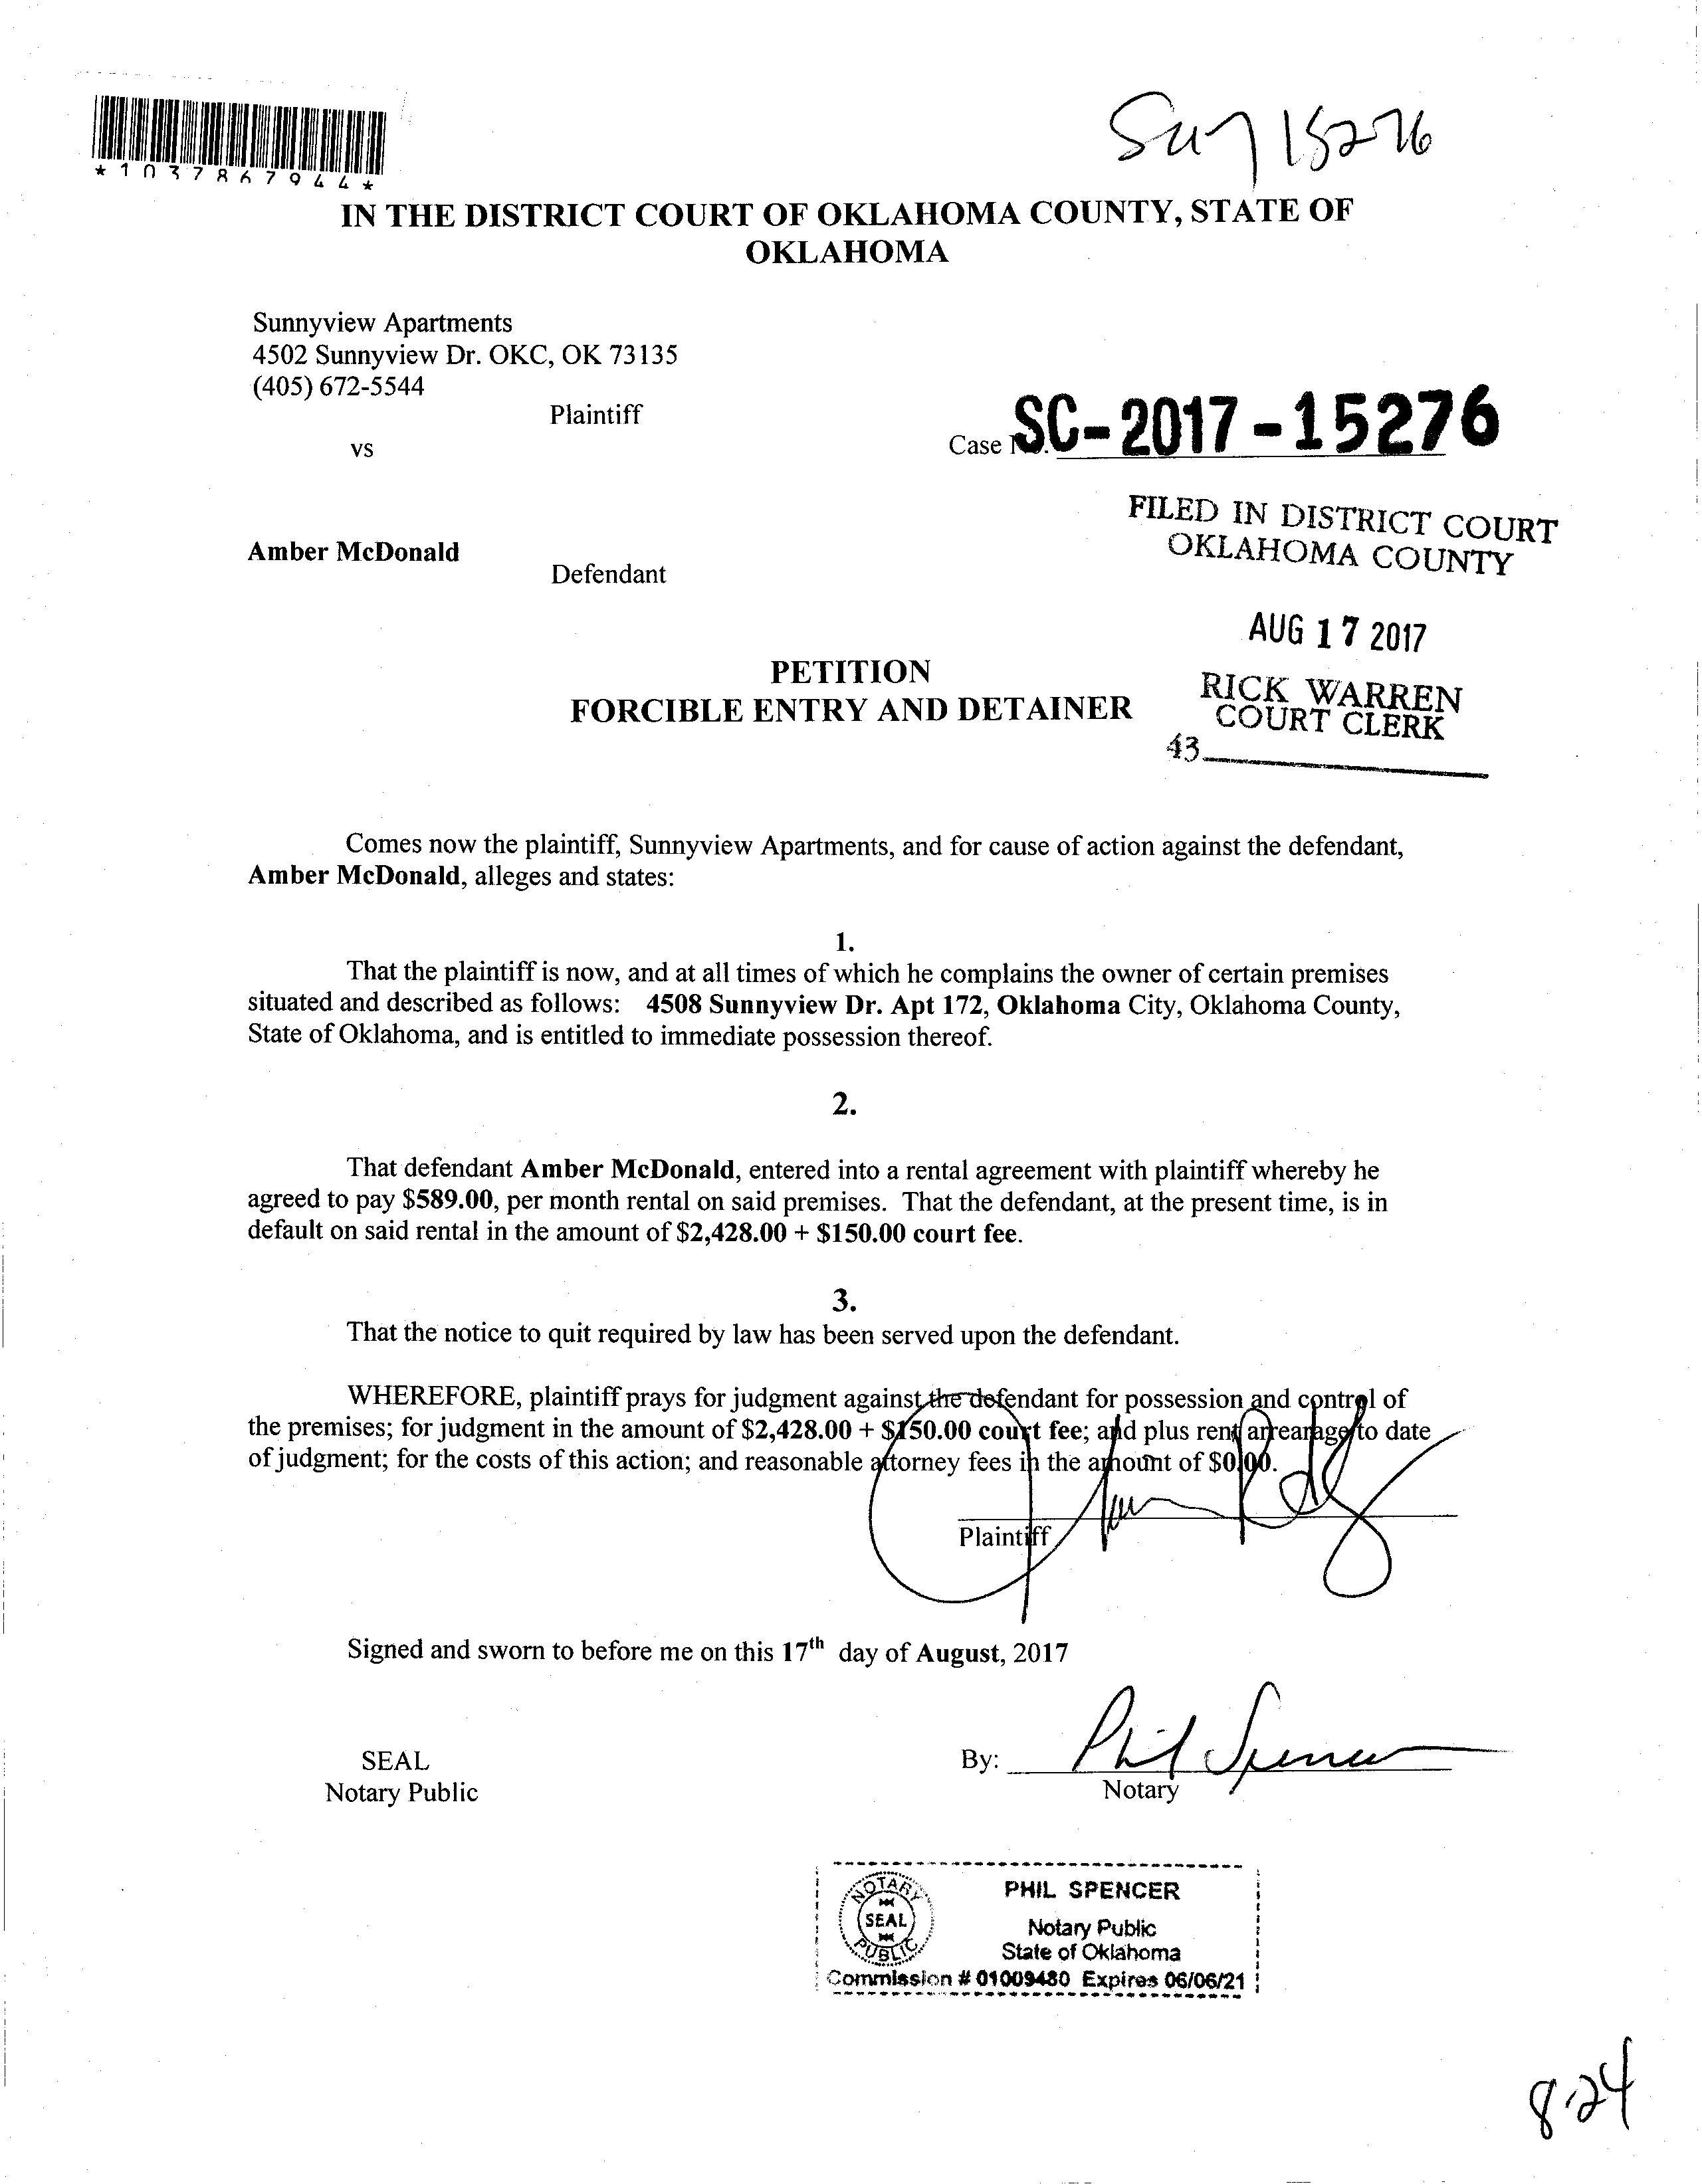 *1037867944*
Suny 15276
IN THE DISTRICT COURT OF OKLAHOMA COUNTY, STATE OF
OKLAHOMA
Sunnyview Apartments
4502 Sunnyview Dr. OKC, OK 73135
(405) 672-5544
Plaintiff
vs
Case No. SC-2017-15276
FILED IN DISTRICT COURT
OKLAHOMA COUNTY
Amber McDonald
Defendant
AUG 17 2017
PETITION
FORCIBLE ENTRY AND DETAINER
RICK WARREN
COURT CLERK
43
Comes now the plaintiff, Sunnyview Apartments, and for cause of action against the defendant,
Amber McDonald, alleges and states:
1.
That the plaintiff is now, and at all times of which he complains the owner of certain premises
situated and described as follows: 4508 Sunnyview Dr. Apt 172, Oklahoma City, Oklahoma County,
State of Oklahoma, and is entitled to immediate possession thereof.
2.
That defendant Amber McDonald, entered into a rental agreement with plaintiff whereby he
agreed to pay $589.00, per month rental on said premises. That the defendant, at the present time, is in
default on said rental in the amount of $2,428.00 + $150.00 court fee.
3.
That the notice to quit required by law has been served upon the defendant.
WHEREFORE, plaintiff prays for judgment against the defendant for possession and control of
the premises; for judgment in the amount of $2,428.00 + $150.00 court fee; and plus rent arrearage to date
of judgment; for the costs of this action; and reasonable attorney fees in the amount of $0.00.
Plaintiff
Signed and sworn to before me on this 17th day of August, 2017
SEAL
Notary Public
By: Phil Spencer
Notary
NOTARY
SEAL
PUBLIC
PHIL SPENCER
Notary Public
State of Oklahoma
Commission # 01009480 Expires 06/06/21
8-24